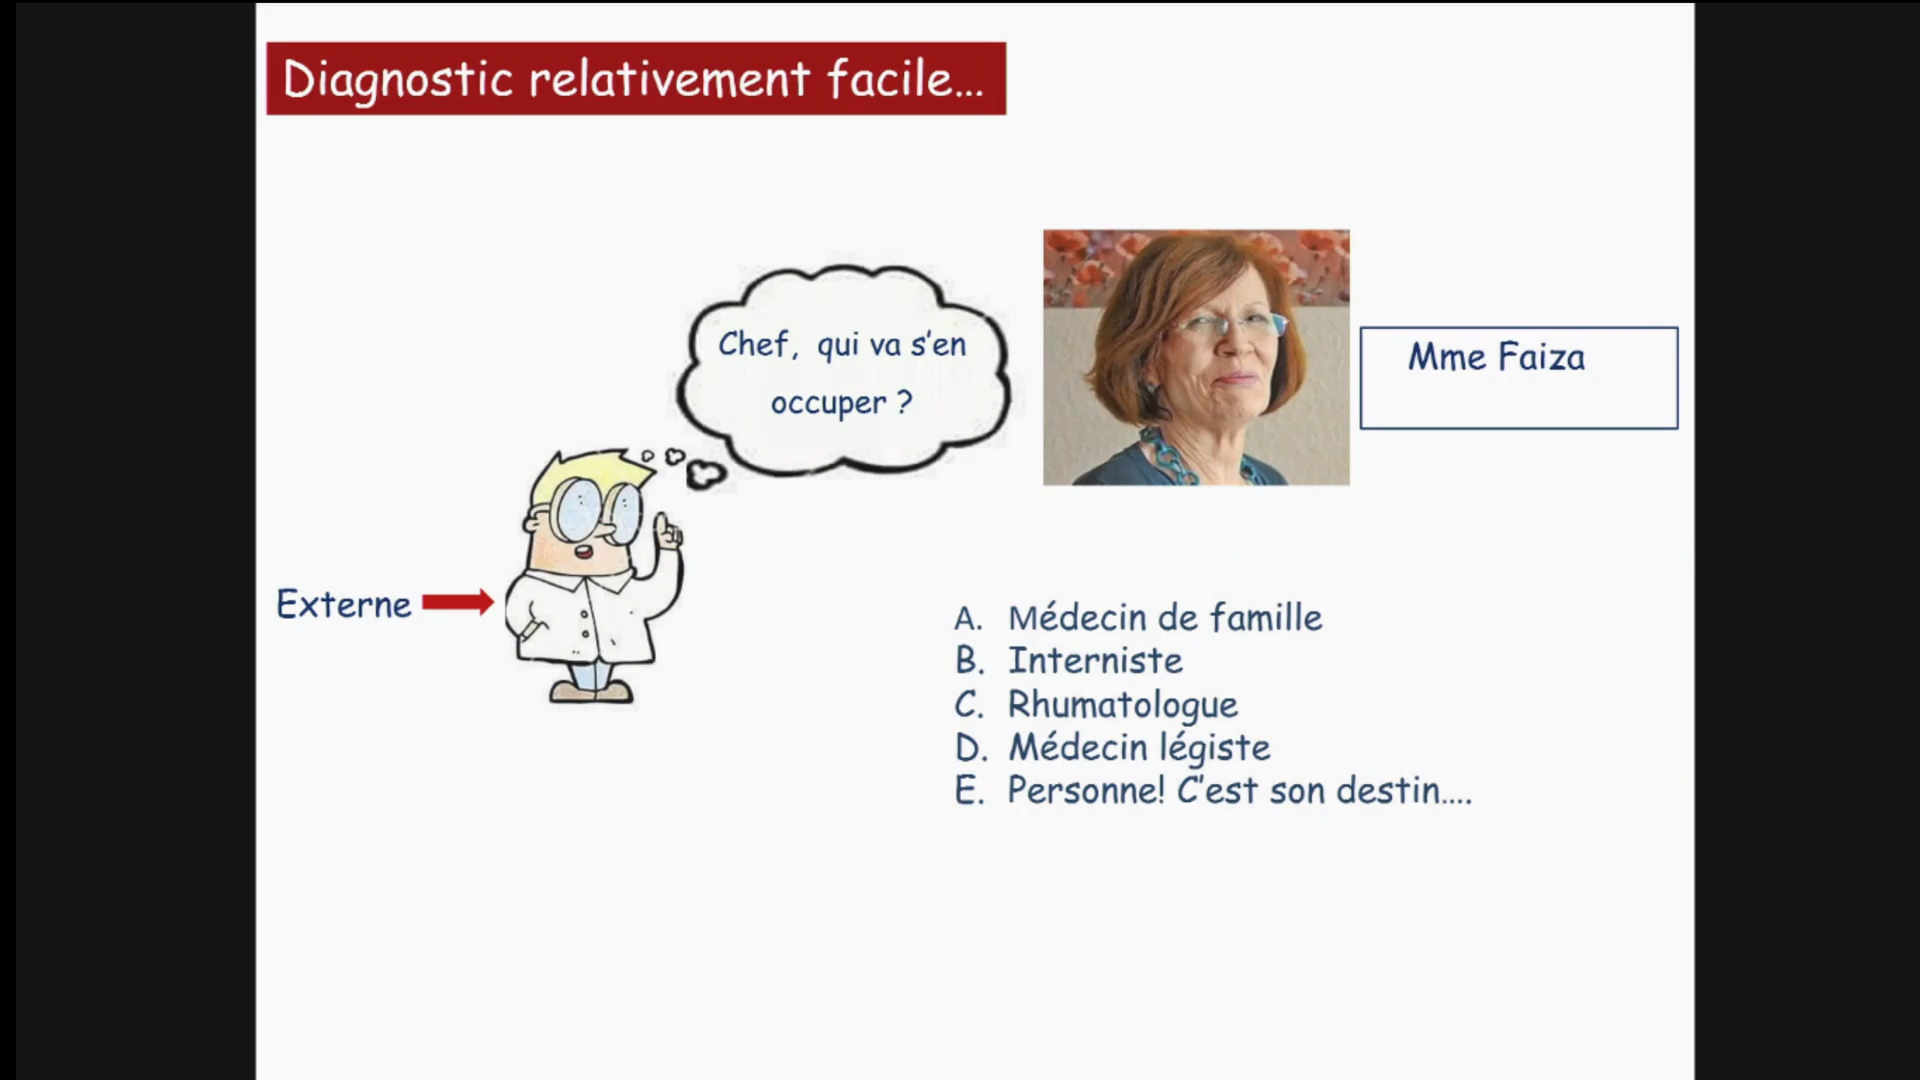 Diagnostic relativement facile...
Chef, qui va s'en
occuper ?
Mme Faiza
Externe
A. Médecin de famille
B. Interniste
C. Rhumatologue
D. Médecin légiste
E. Personne! C'est son destin....